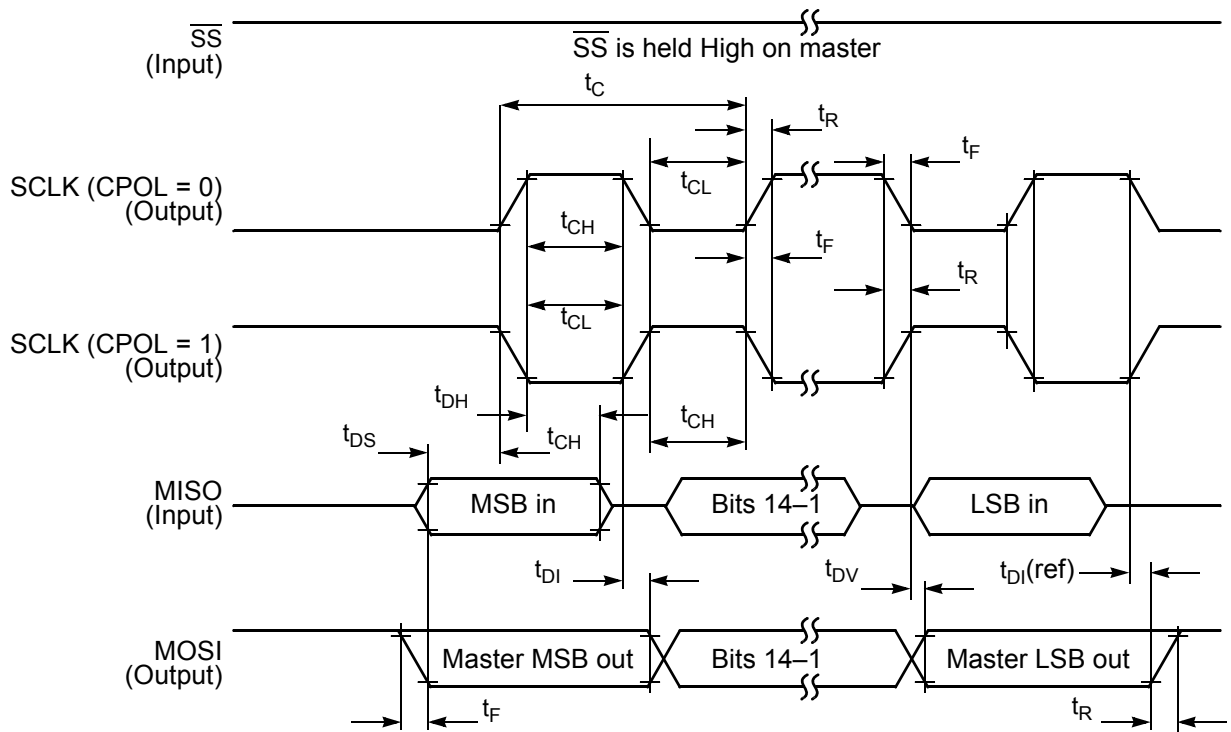 SS
(Input)
SS is held High on master
tC
tR
tF
SCLK (CPOL = 0)
(Output)
tCL
tCH
tF
tR
tCL
SCLK (CPOL = 1)
(Output)
tDH
tCH
tDS
tCH
MISO
(Input)
MSB in
Bits 14–1
LSB in
tDI
tDV
tDI(ref)
MOSI
(Output)
Master MSB out
Bits 14–1
Master LSB out
tF
tR